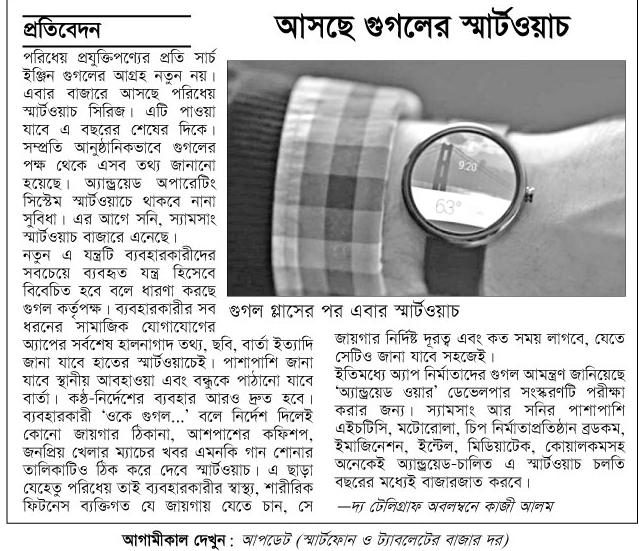 প্রতিবেদন
আসছে গুগলের স্মার্টওয়াচ
পরিধেয় প্রযুক্তিপণ্যের প্রতি সার্চ
ইঞ্জিন গুগলের আগ্রহ নতুন নয়।
এবার বাজারে আসছে পরিধেয়
স্মার্টওয়াচ সিরিজ। এটি পাওয়া
যাবে এ বছরের শেষের দিকে।
সম্প্রতি আনুষ্ঠানিকভাবে গুগলের
পক্ষ থেকে এসব তথ্য জানানো
হয়েছে। অ্যান্ড্রয়েড অপারেটিং
সিস্টেম স্মার্টওয়াচে থাকবে নানা
সুবিধা। এর আগে সনি, স্যামসাং
স্মার্টওয়াচ বাজারে এনেছে।
নতুন এ যন্ত্রটি ব্যবহারকারীদের
সবচেয়ে ব্যবহৃত যন্ত্র হিসেবে
বিবেচিত হবে বলে ধারণা করছে
গুগল কর্তৃপক্ষ। ব্যবহারকারীর সব
ধরনের সামাজিক যোগাযোগের
অ্যাপের সর্বশেষ হালনাগাদ তথ্য, ছবি, বার্তা ইত্যাদি
জানা যাবে হাতের স্মার্টওয়াচেই। পাশাপাশি জানা
যাবে স্থানীয় আবহাওয়া এবং বন্ধুকে পাঠানো যাবে
বার্তা। কণ্ঠ-নির্দেশের ব্যবহার আরও দ্রুত হবে।
ব্যবহারকারী ‘ওকে গুগল...’ বলে নির্দেশ দিলেই
কোনো জায়গার ঠিকানা, আশপাশের কফিশপ,
জনপ্রিয় খেলার ম্যাচের খবর এমনকি গান শোনার
তালিকাটিও ঠিক করে দেবে স্মার্টওয়াচ। এ ছাড়া
যেহেতু পরিধেয় তাই ব্যবহারকারীর স্বাস্থ্য, শারীরিক
ফিটনেস ব্যক্তিগত যে জায়গায় যেতে চান, সে
9:20
63°
গুগল গ্লাসের পর এবার স্মার্টওয়াচ
জায়গার নির্দিষ্ট দূরত্ব এবং কত সময় লাগবে, যেতে
সেটিও জানা যাবে সহজেই।
ইতিমধ্যে অ্যাপ নির্মাতাদের গুগল আমন্ত্রণ জানিয়েছে
‘অ্যান্ড্রয়েড ওয়ার’ ডেভেলপার সংস্করণটি পরীক্ষা
করার জন্য। স্যামসাং আর সনির পাশাপাশি
এইচটিসি, মটোরোলা, চিপ নির্মাতাপ্রতিষ্ঠান ব্রডকম,
ইমাজিনেশন, ইন্টেল, মিডিয়াটেক, কোয়ালকমসহ
অনেকেই অ্যান্ড্রয়েড-চালিত এ স্মার্টওয়াচ চলতি
বছরের মধ্যেই বাজারজাত করবে।
—দ্য টেলিগ্রাফ অবলম্বনে কাজী আলম
আগামীকাল দেখুন : আপডেট (স্মার্টফোন ও ট্যাবলেটের বাজার দর)